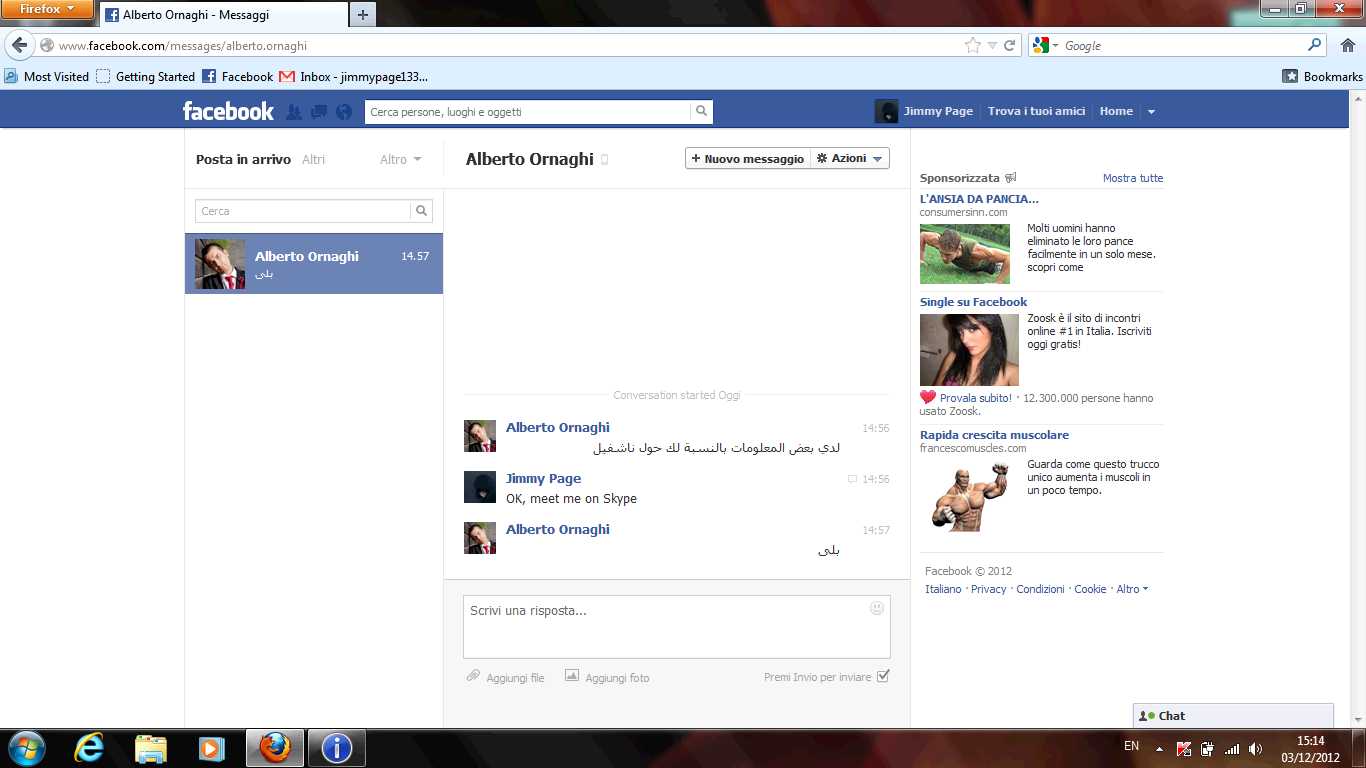 Firefox
Alberto Ornaghi - Messaggi
www.facebook.com/messages/alberto.ornaghi
Google
Most Visited
Getting Started
Facebook
Inbox - jimmypage133...
Bookmarks
facebook
Cerca persone, luoghi e oggetti
Jimmy Page
Trova i tuoi amici
Home
Posta in arrivo
Altri
Altro
Cerca
Alberto Ornaghi
14.57
بلى
Alberto Ornaghi
+ Nuovo messaggio
Azioni
Conversation started Oggi
Alberto Ornaghi
14:56
لدي بعض المعلومات بالنسبة لك حول ناشفيل
Jimmy Page
14:56
OK, meet me on Skype
Alberto Ornaghi
14:57
بلى
Scrivi una risposta...
Aggiungi file
Aggiungi foto
Premi Invio per inviare
Sponsorizzata
Mostra tutte
L'ANSIA DA PANCIA...
consumersinn.com
Molti uomini hanno
eliminato le loro pance
facilmente in un solo mese.
scopri come
Single su Facebook
Zoosk è il sito di incontri
online #1 in Italia. Iscriviti
oggi gratis!
Provala subito! · 12.300.000 persone hanno
usato Zoosk.
Rapida crescita muscolare
francescomuscles.com
Guarda come questo trucco
unico aumenta i muscoli in
un poco tempo.
Facebook © 2012
Italiano · Privacy · Condizioni · Cookie · Altro
Chat
EN
15:14
03/12/2012